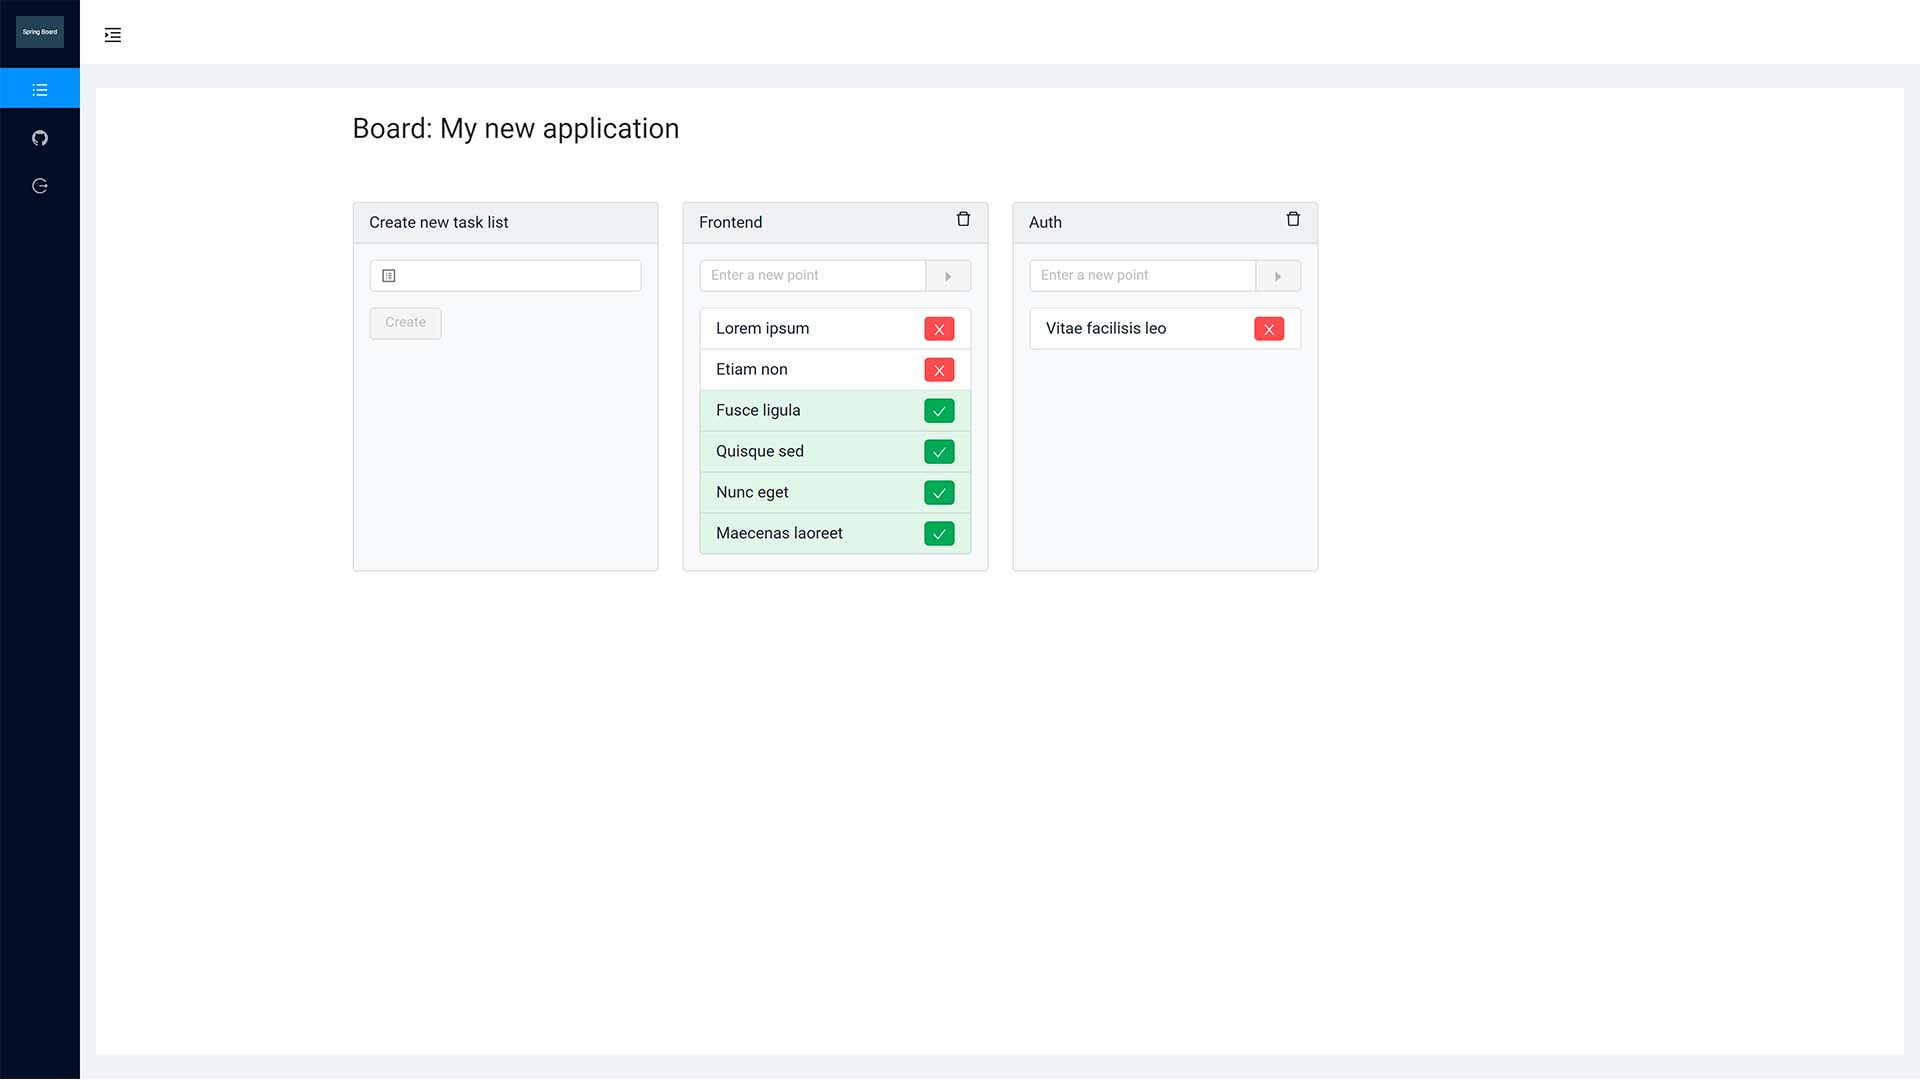 Spring Board
Board: My new application
Create new task list
Create
Frontend
Enter a new point
Lorem ipsum
Etiam non
Fusce ligula
Quisque sed
Nunc eget
Maecenas laoreet
Auth
Enter a new point
Vitae facilisis leo